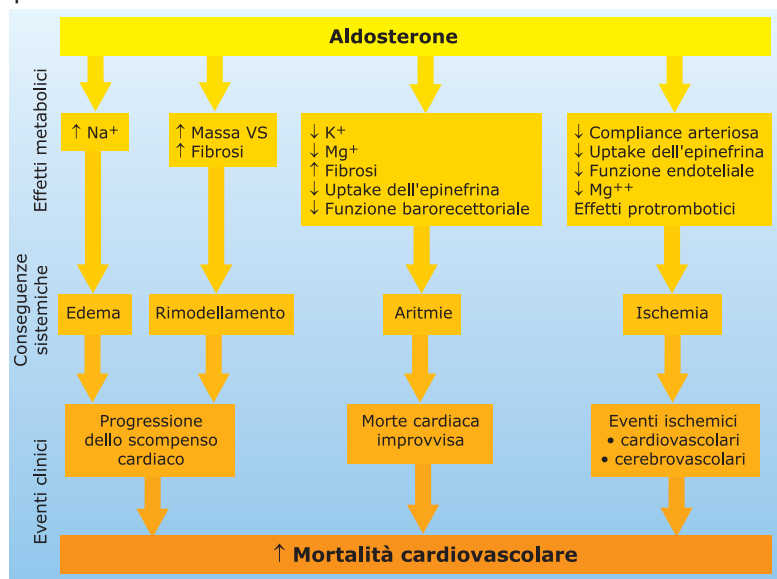 Aldosterone
Effetti metabolici
↑ Na+
↑ Massa VS
↑ Fibrosi
↓ K+
↓ Mg+
↑ Fibrosi
↓ Uptake dell'epinefrina
↓ Funzione barorecettoriale
↓ Compliance arteriosa
↓ Uptake dell'epinefrina
↓ Funzione endoteliale
↓ Mg++
Effetti protrombotici
Conseguenze
sistemiche
Edema
Rimodellamento
Aritmie
Ischemia
Eventi clinici
Progressione
dello scompenso
cardiaco
Morte cardiaca
improvvisa
Eventi ischemici
• cardiovascolari
• cerebrovascolari
↑ Mortalità cardiovascolare